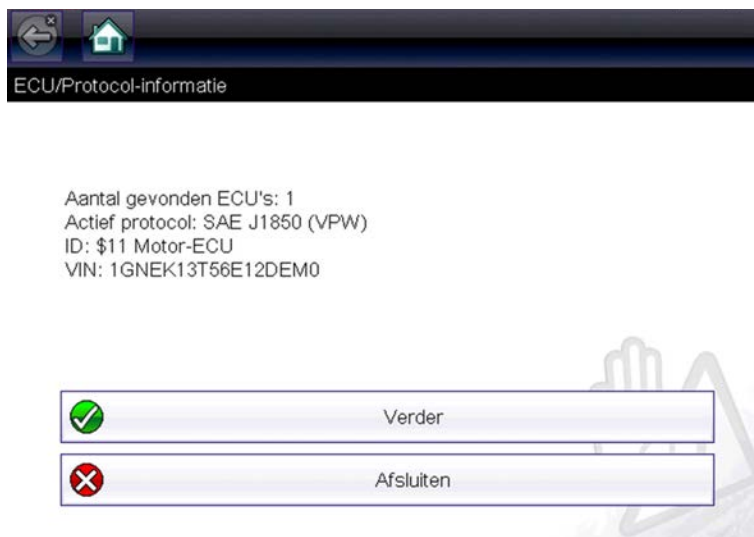 ECU/Protocol-informatie
Aantal gevonden ECU's: 1
Actief protocol: SAE J1850 (VPW)
ID: $11 Motor-ECU
VIN: 1GNEK13T56E12DEM0
Verder
Afsluiten